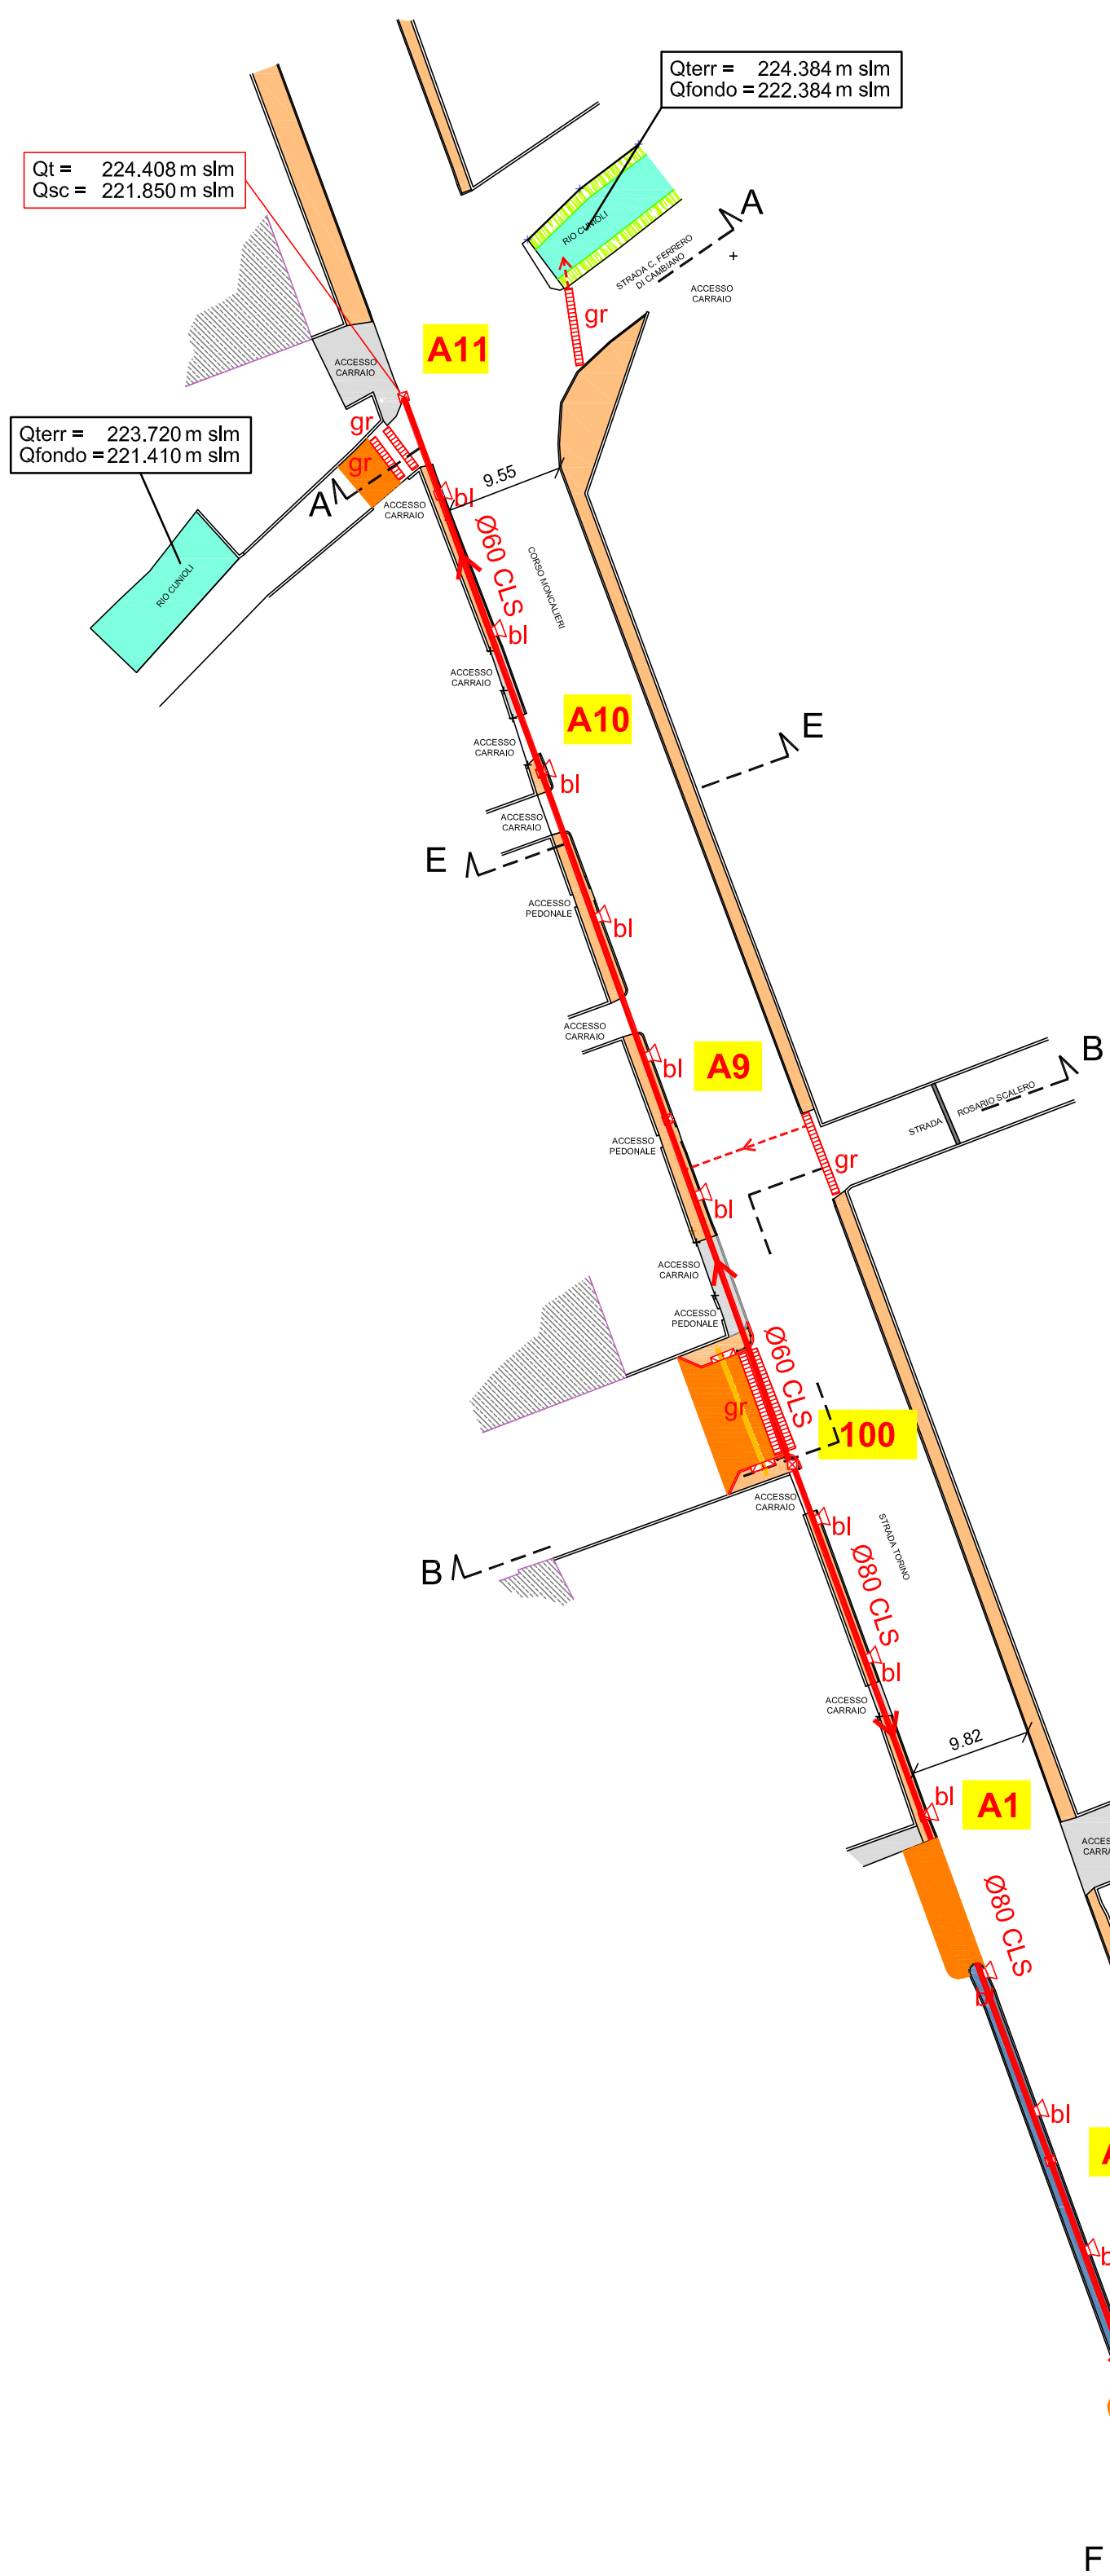 Qterr = 224.384 m slm
Qfondo = 222.384 m slm
Qt = 224.408 m slm
Qsc = 221.850 m slm
RIO CUNIOLI
A
STRADA C. FERRERO
DI CAMBIANO
ACCESSO
CARRAIO
gr
A11
ACCESSO
CARRAIO
Qterr = 223.720 m slm
Qfondo = 221.410 m slm
gr
gr
A
ACCESSO
CARRAIO
9.55
bl
Ø60 CLS
CORSO MONCALIERI
RIO CUNIOLI
bl
ACCESSO
CARRAIO
A10
E
ACCESSO
CARRAIO
bl
ACCESSO
CARRAIO
E
ACCESSO
PEDONALE
bl
ACCESSO
CARRAIO
bl
A9
B
STRADA ROSARIO SCALERO
ACCESSO
PEDONALE
gr
bl
ACCESSO
CARRAIO
ACCESSO
PEDONALE
Ø60 CLS
gr
100
ACCESSO
CARRAIO
bl
STRADA TORINO
B
Ø80 CLS
bl
ACCESSO
CARRAIO
9.82
bl
A1
Ø80 CLS
bl
bl
F